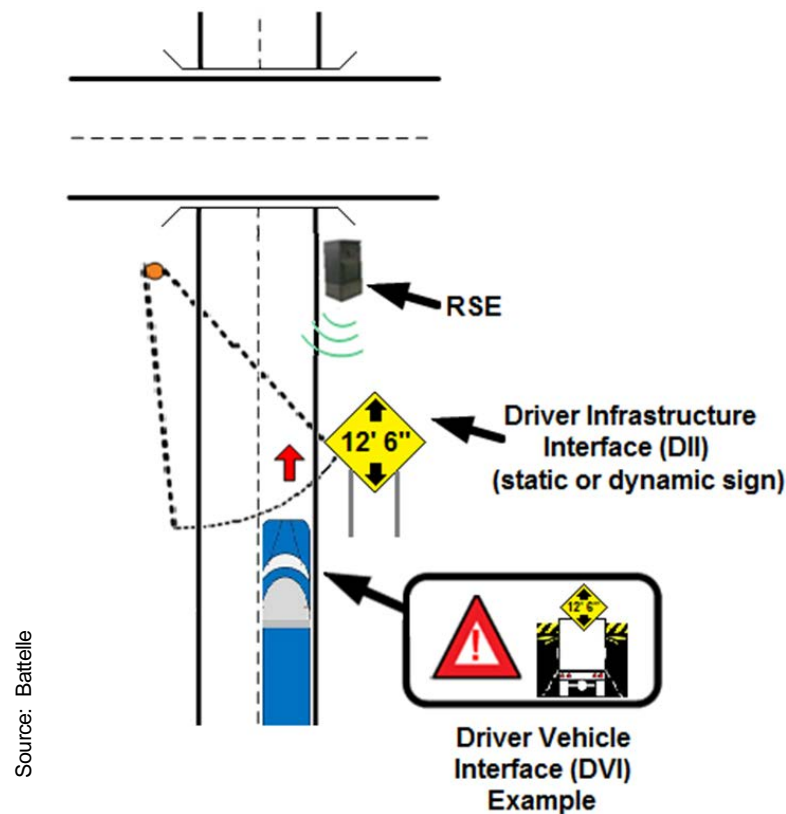 RSE
Driver Infrastructure
Interface (DII)
(static or dynamic sign)
12' 6"
12' 6"
Driver Vehicle
Interface (DVI)
Example
Source: Battelle